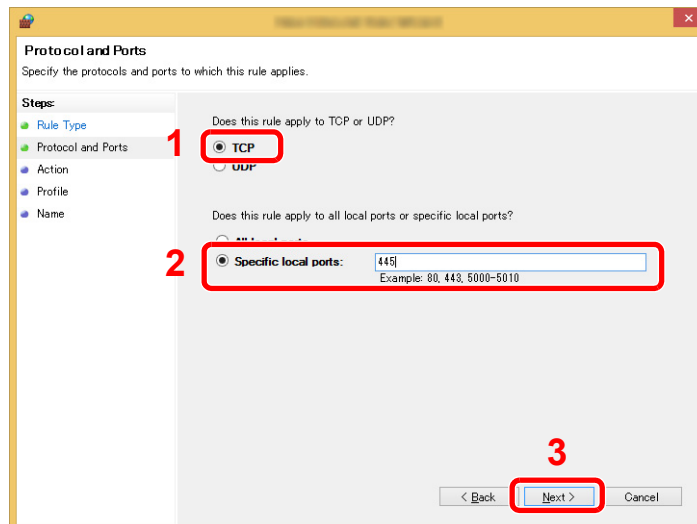 Protocol and Ports
Specify the protocols and ports to which this rule applies.
Steps:
Rule Type
Protocol and Ports
Action
Profile
Name
Does this rule apply to TCP or UDP?
1
TCP
UDP
Does this rule apply to all local ports or specific local ports?
2
Specific local ports:
445
Example: 80, 443, 5000-5010
3
< Back
Next >
Cancel